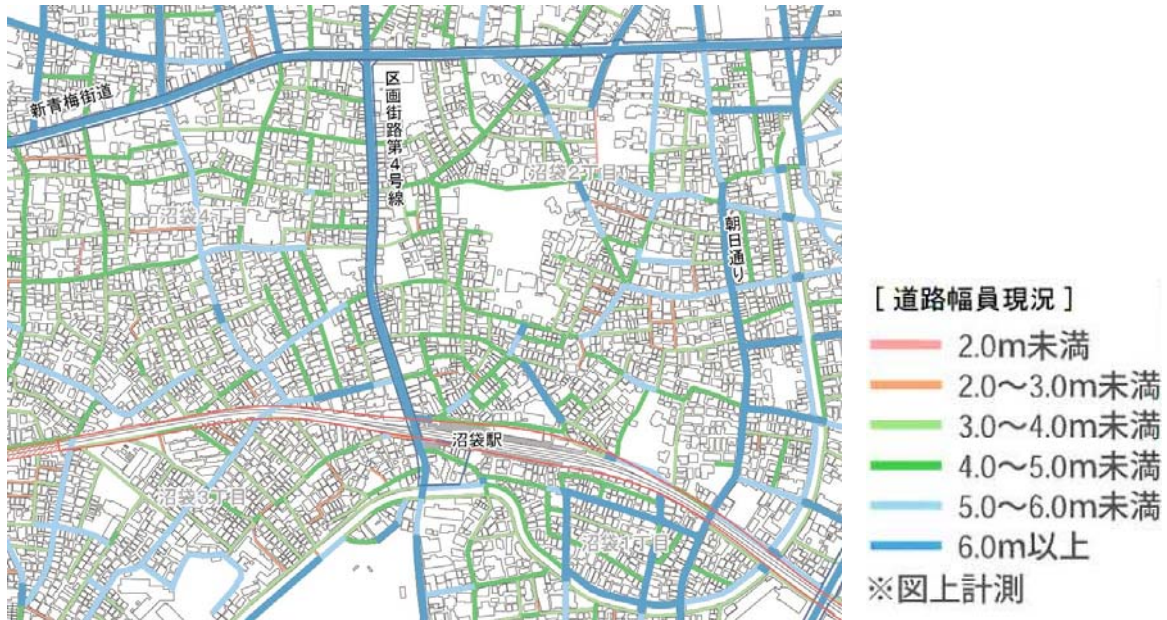 新青梅街道
区画街路第4号線
沼袋2丁目
沼袋4丁目
朝日通り
沼袋駅
沼袋3丁目
沼袋1丁目
[ 道路幅員現況 ]
2.0m未満
2.0～3.0m未満
3.0～4.0m未満
4.0～5.0m未満
5.0～6.0m未満
6.0m以上
※図上計測